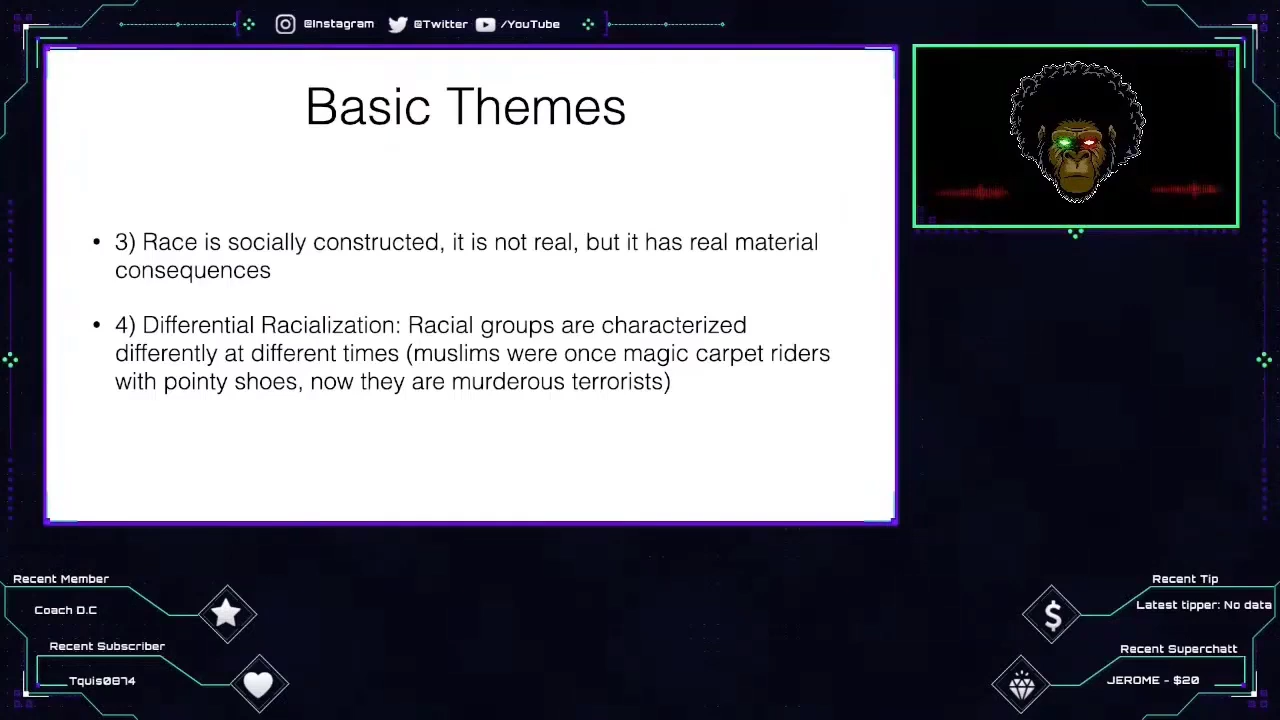 @Instagram @Twitter /YouTube
Basic Themes
• 3) Race is socially constructed, it is not real, but it has real material
consequences
• 4) Differential Racialization: Racial groups are characterized
differently at different times (muslims were once magic carpet riders
with pointy shoes, now they are murderous terrorists)
Recent Member
Coach D.C
Recent Subscriber
Tquis0874
Recent Tip
Latest tipper: No data
Recent Superchatt
JEROME - $20